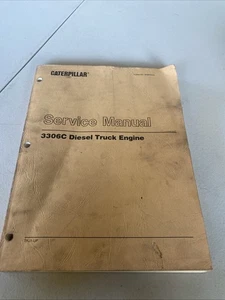 CATERPILLAR
Service Manual
3306C Diesel Truck Engine